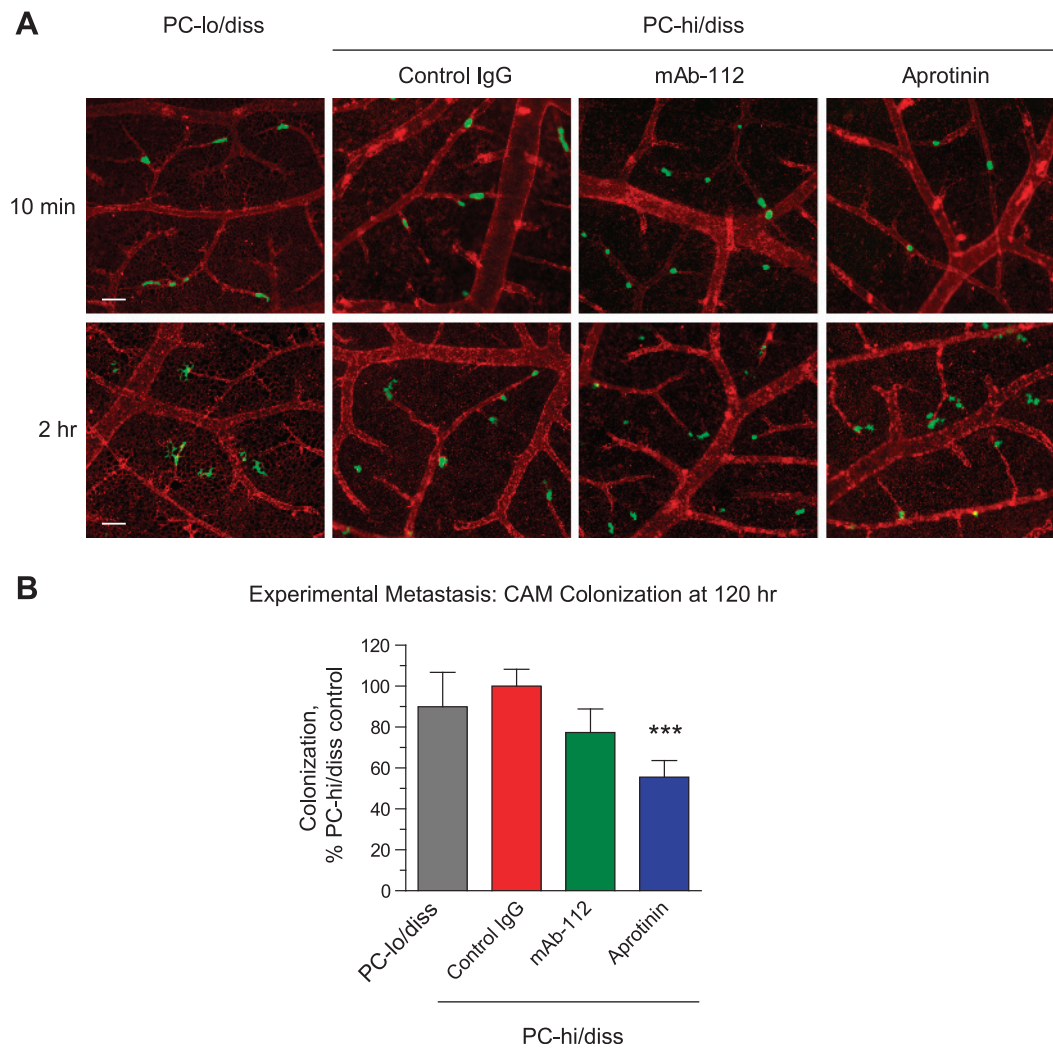 A
PC-lo/diss
PC-hi/diss
Control IgG
mAb-112
Aprotinin
10 min
2 hr
B
Experimental Metastasis: CAM Colonization at 120 hr
Colonization,
% PC-hi/diss control
120
100
80
60
40
20
0
***
PC-lo/diss
Control IgG
mAb-112
Aprotinin
PC-hi/diss